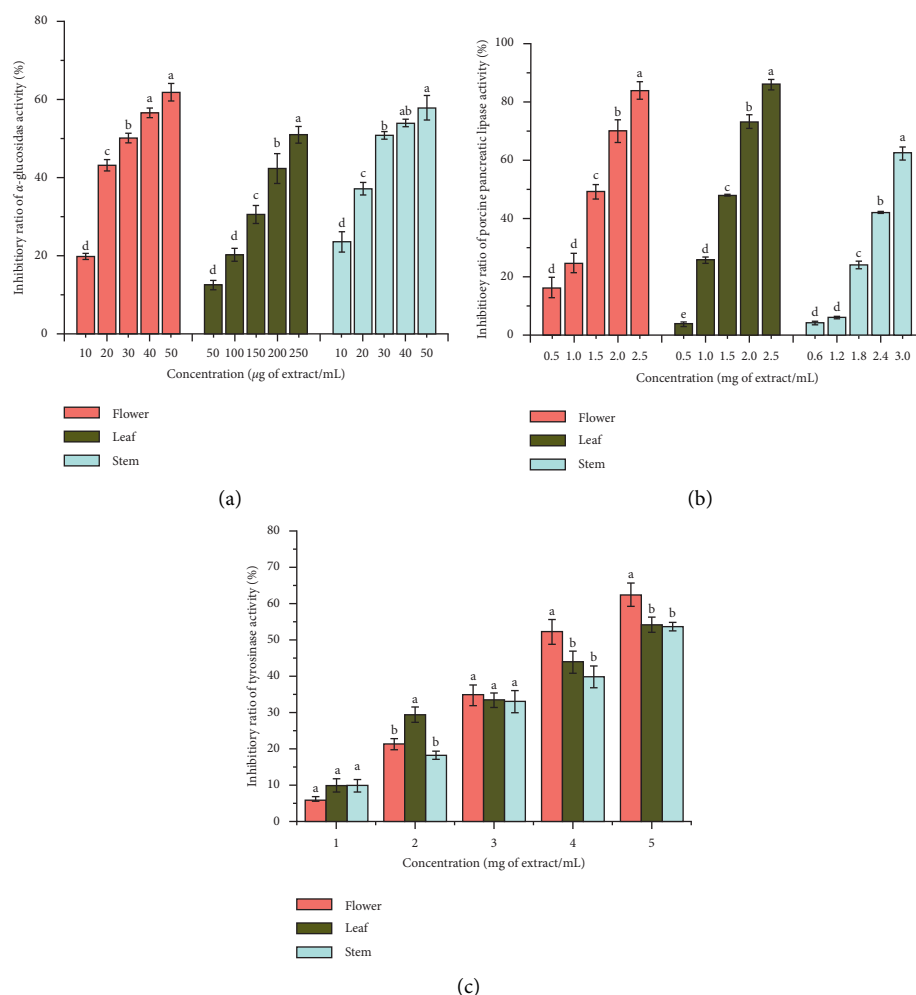 Inhibitiory ratio of α-glucosidas activity (%)
80
60
40
20
0
d c b a a
d d c b a
d c b ab a
10 20 30 40 50 50 100 150 200 250 10 20 30 40 50
Concentration (μg of extract/mL)
Flower
Leaf
Stem
(a)
Inhibitioey ratio of porcine pancreatic lipase activity (%)
100
80
60
40
20
0
d d c b a
e d c b a
d d c b a
0.5 1.0 1.5 2.0 2.5 0.5 1.0 1.5 2.0 2.5 0.6 1.2 1.8 2.4 3.0
Concentration (mg of extract/mL)
Flower
Leaf
Stem
(b)
Inhibitiory ratio of tyrosinase activity (%)
80
70
60
50
40
30
20
10
0
a a a
b a b
a a a
a b b
a b b
1 2 3 4 5
Concentration (mg of extract/mL)
Flower
Leaf
Stem
(c)